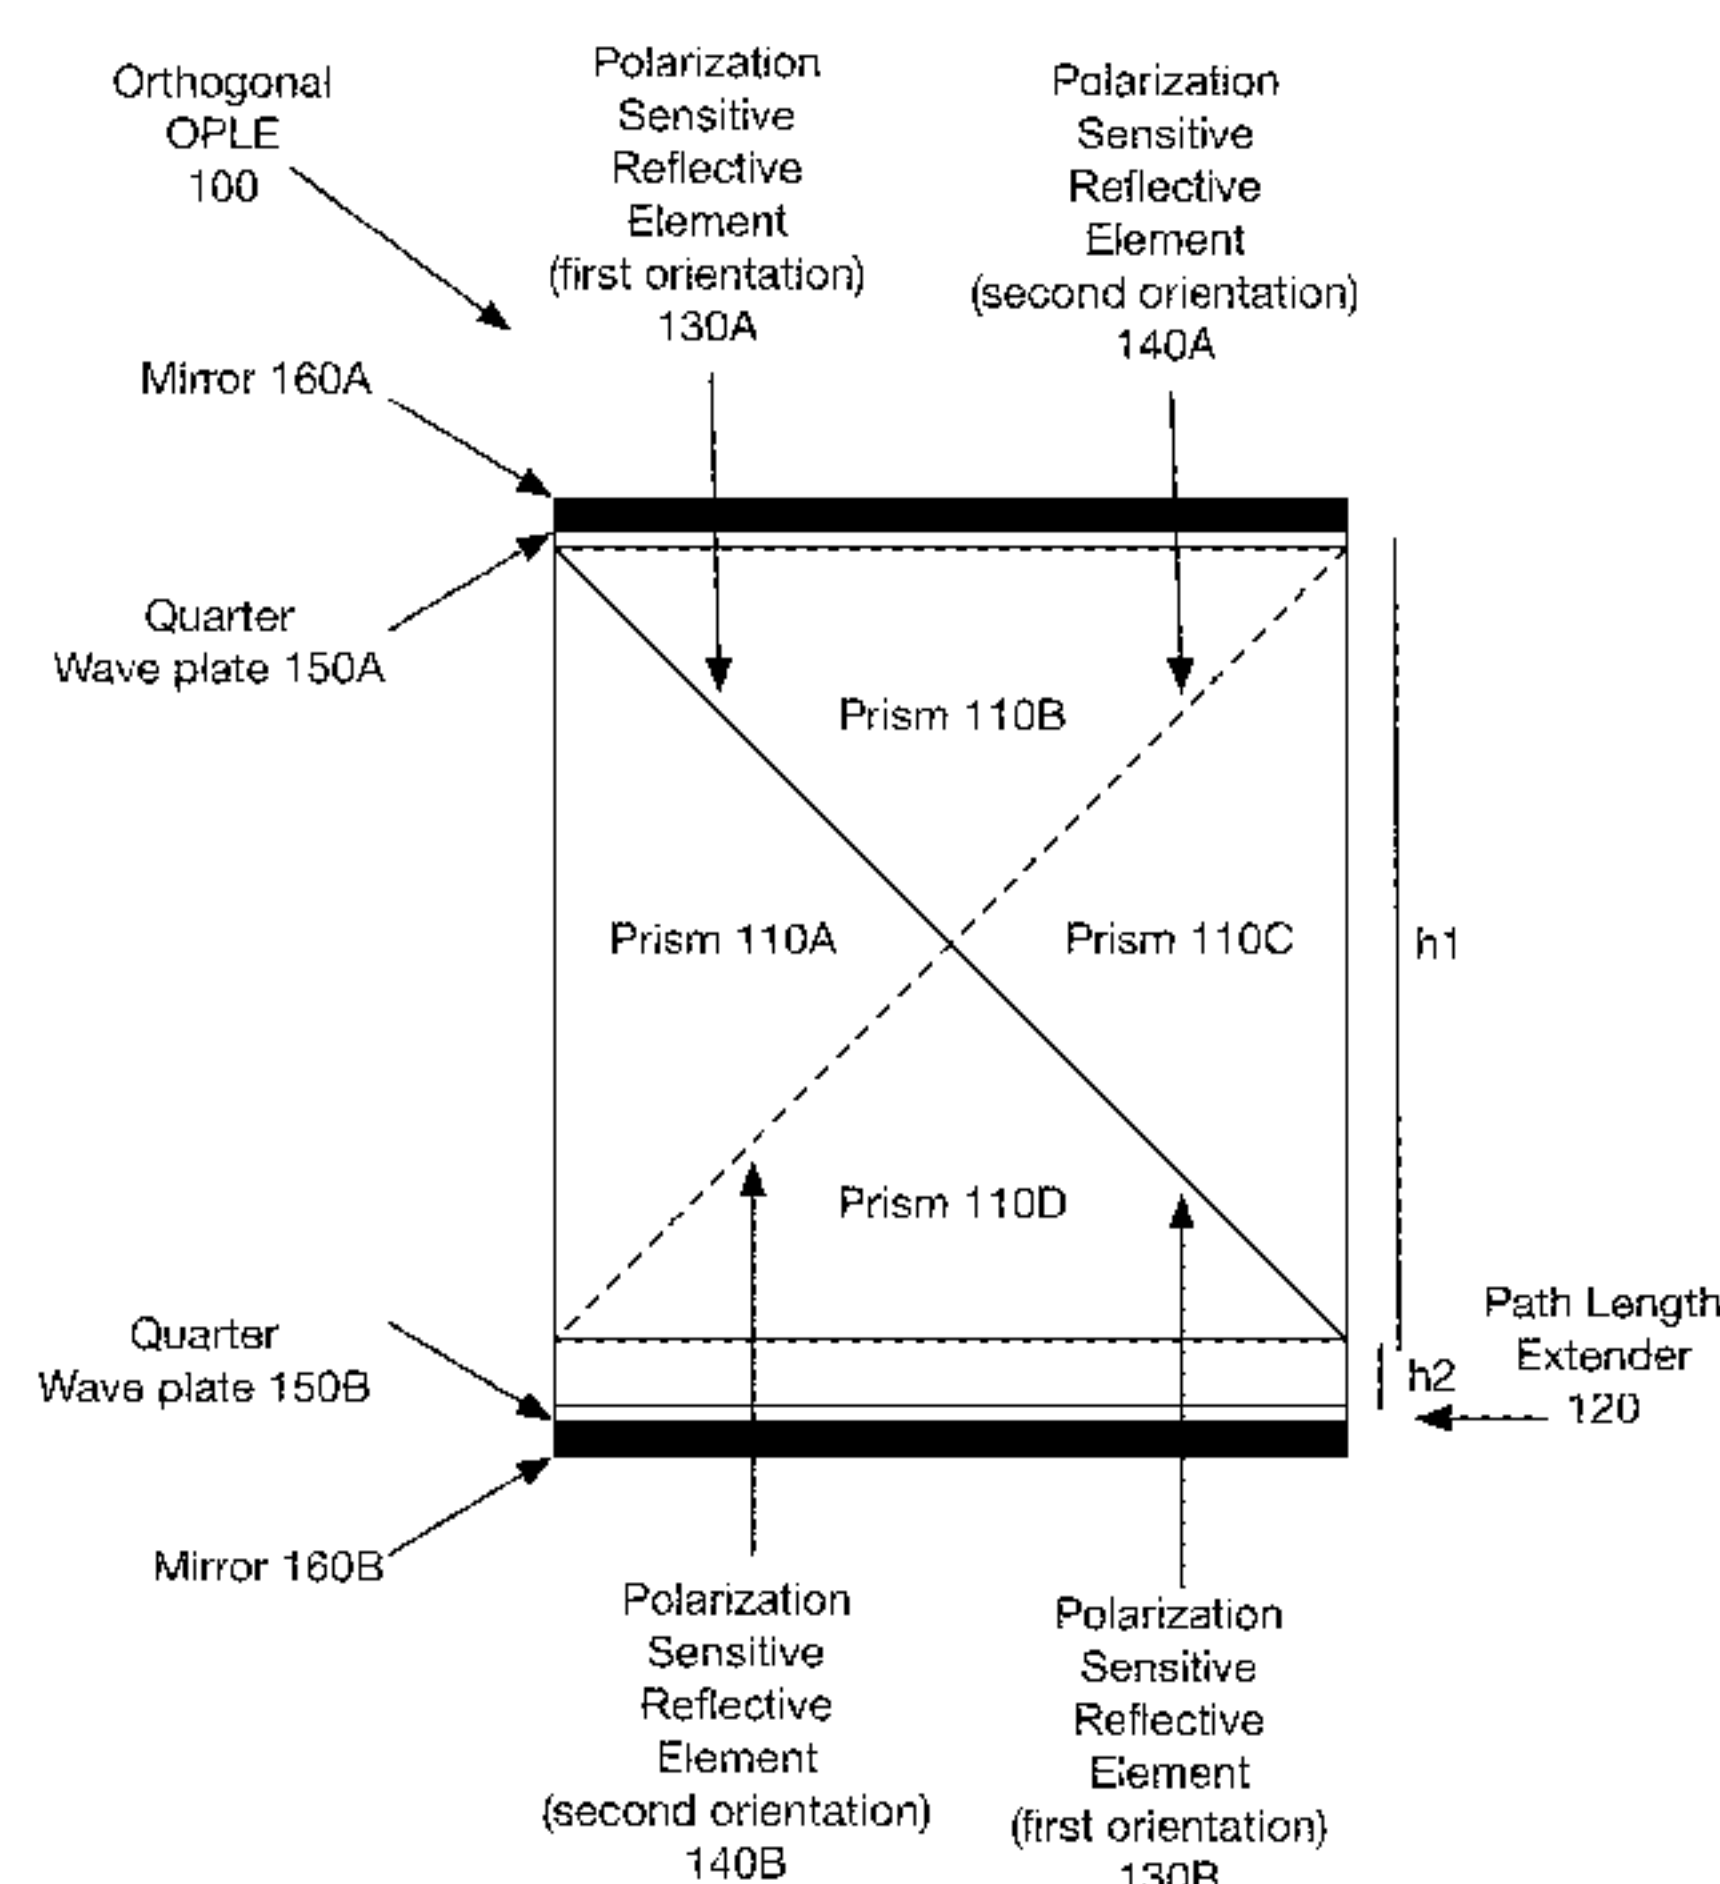 Orthogonal
OPLE
100
Polarization
Sensitive
Reflective
Element
(first orientation)
130A
Polarization
Sensitive
Reflective
Element
(second orientation)
140A
Mirror 160A
Quarter
Wave plate 150A
Prism 110B
Prism 110A
Prism 110C
h1
Prism 110D
Quarter
Wave plate 150B
h2
Path Length
Extender
120
Mirror 160B
Polarization
Sensitive
Reflective
Element
(second orientation)
140B
Polarization
Sensitive
Reflective
Element
(first orientation)
130B